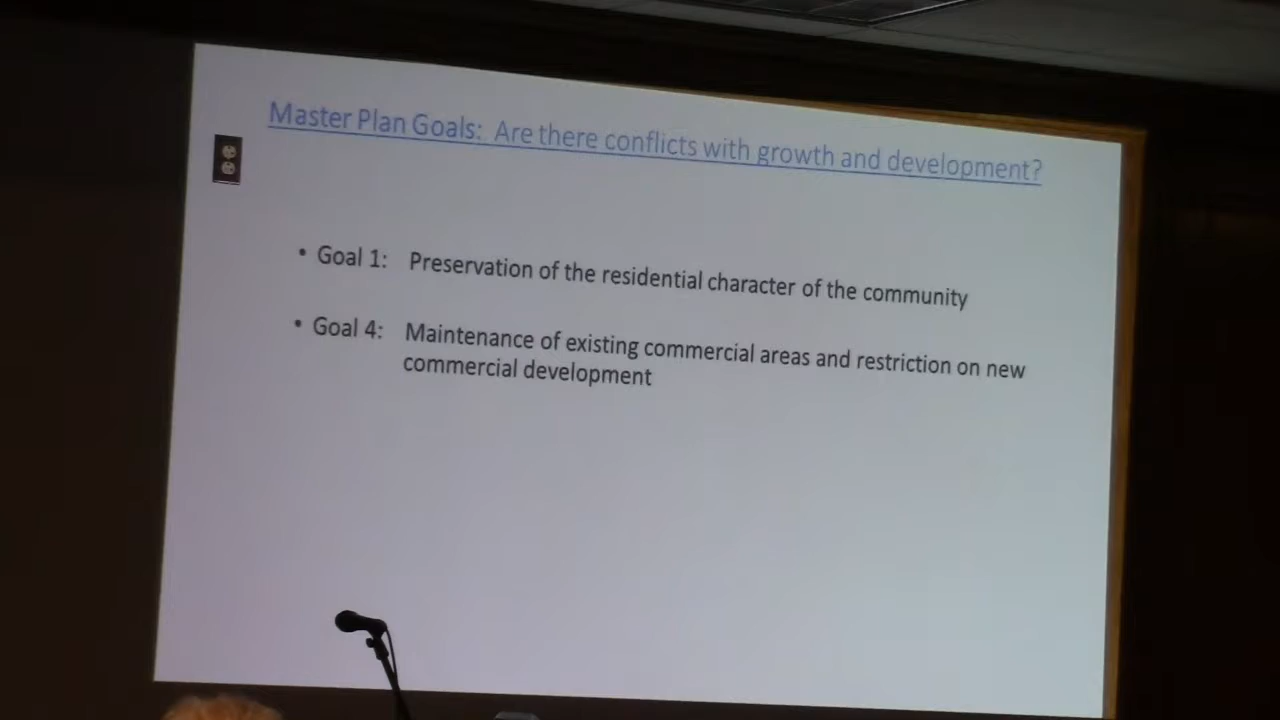 Master Plan Goals: Are there conflicts with growth and development?
• Goal 1: Preservation of the residential character of the community
• Goal 4: Maintenance of existing commercial areas and restriction on new
commercial development